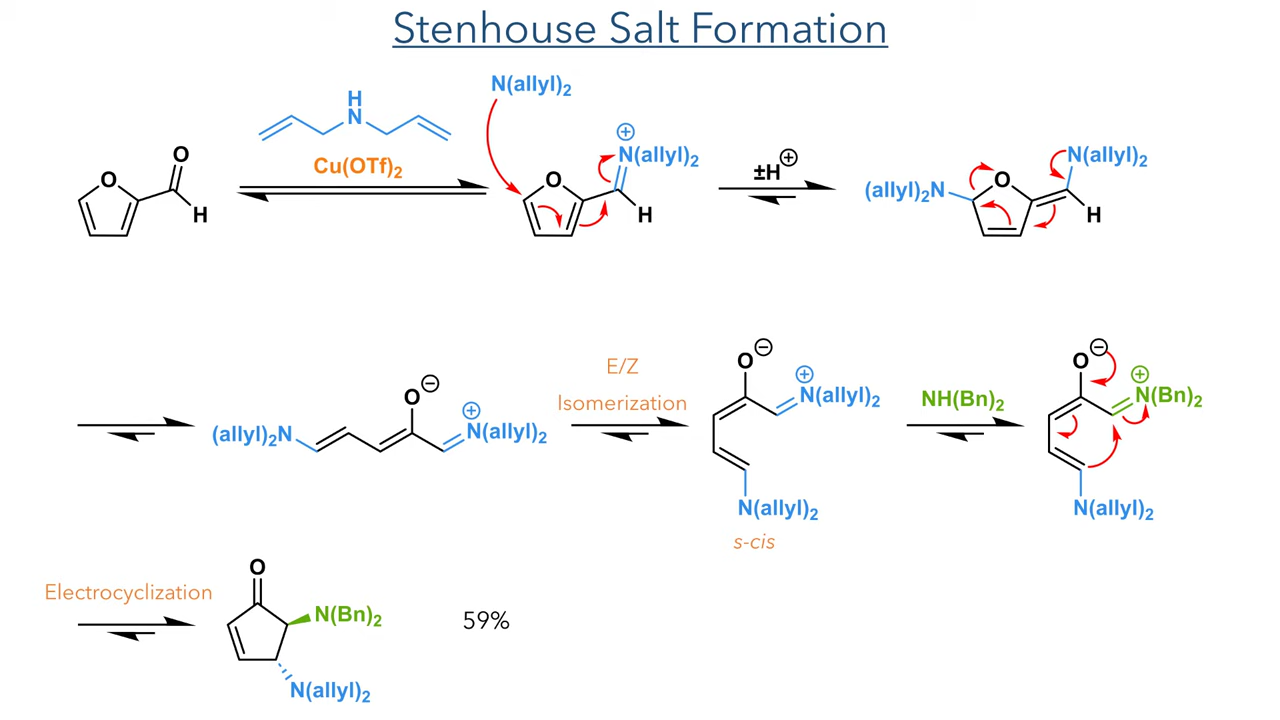 Stenhouse Salt Formation
N(allyl)₂
H
N
Cu(OTf)₂
O
O
H
O
⊕
N(allyl)₂
H
±H⊕
(allyl)₂N
O
N(allyl)₂
H
(allyl)₂N
O⊖
⊕
N(allyl)₂
E/Z
Isomerization
O⊖
⊕
N(allyl)₂
N(allyl)₂
s-cis
NH(Bn)₂
O⊖
⊕
N(Bn)₂
N(allyl)₂
Electrocyclization
O
N(Bn)₂
N(allyl)₂
59%